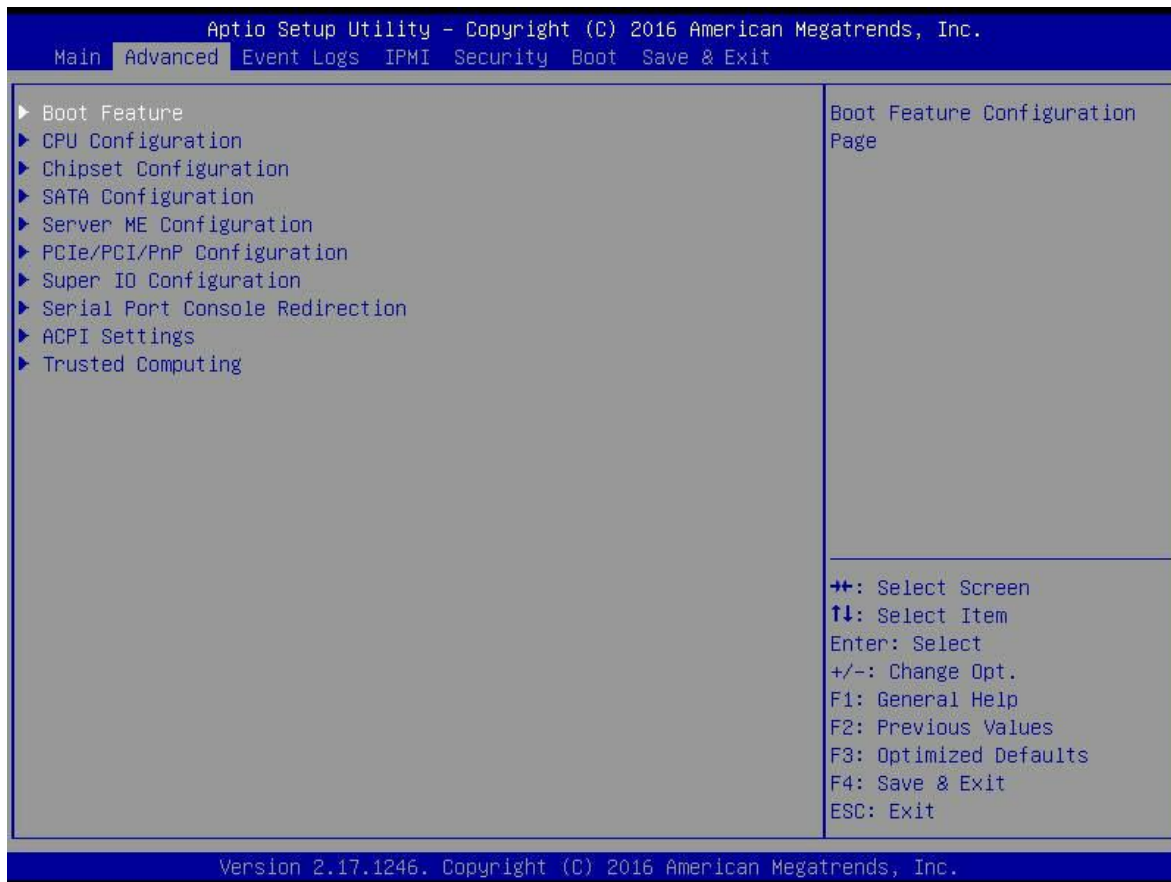 Aptio Setup Utility – Copyright (C) 2016 American Megatrends, Inc.
Main Advanced Event Logs IPMI Security Boot Save & Exit
▶ Boot Feature
▶ CPU Configuration
▶ Chipset Configuration
▶ SATA Configuration
▶ Server ME Configuration
▶ PCIe/PCI/PnP Configuration
▶ Super IO Configuration
▶ Serial Port Console Redirection
▶ ACPI Settings
▶ Trusted Computing
Boot Feature Configuration
Page
→←: Select Screen
↑↓: Select Item
Enter: Select
+/-: Change Opt.
F1: General Help
F2: Previous Values
F3: Optimized Defaults
F4: Save & Exit
ESC: Exit
Version 2.17.1246. Copyright (C) 2016 American Megatrends, Inc.